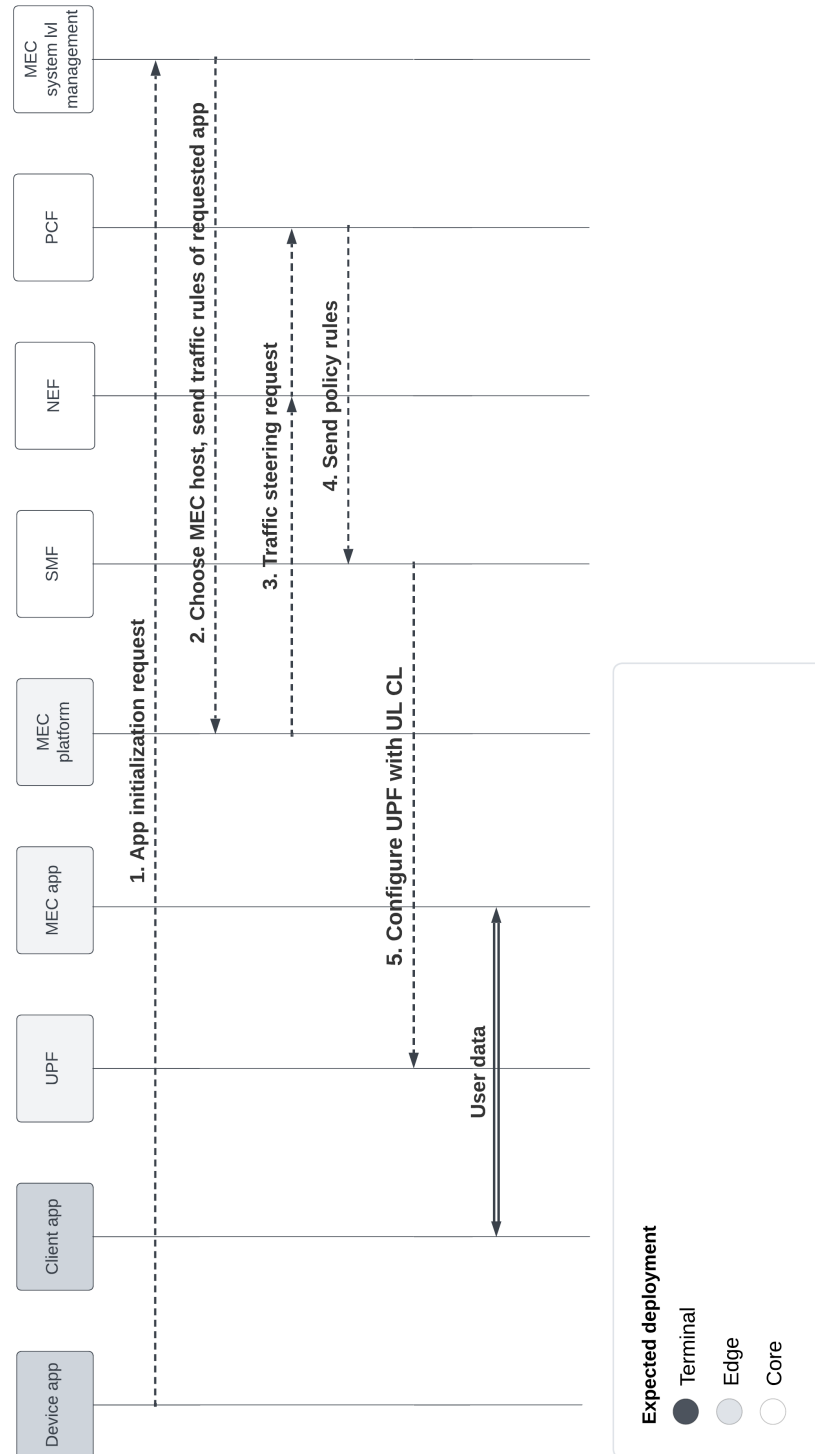 Device app
Client app
UPF
MEC app
MEC
platform
SMF
NEF
PCF
MEC
system lvl
management
1. App initialization request
2. Choose MEC host, send traffic rules of requested app
3. Traffic steering request
4. Send policy rules
5. Configure UPF with UL CL
User data
Expected deployment
Terminal
Edge
Core